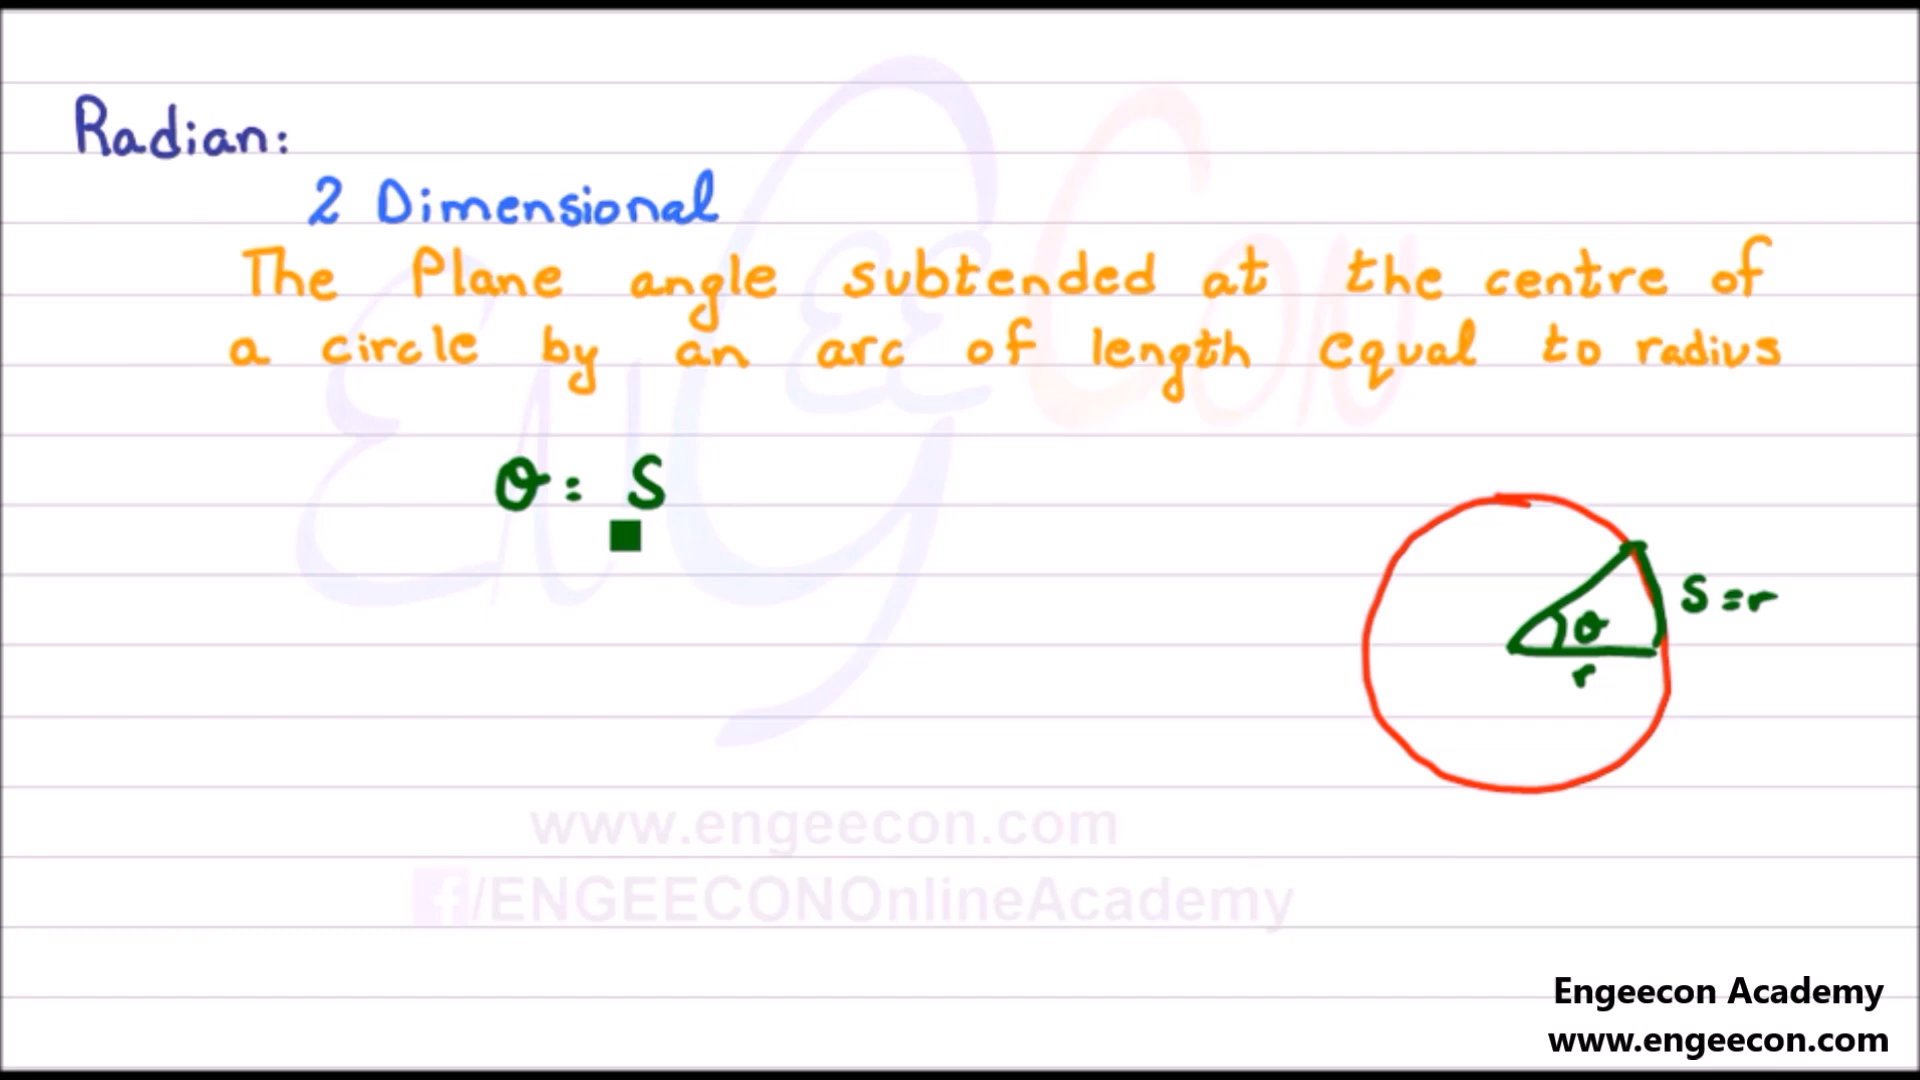 Radian:
2 Dimensional
The Plane angle subtended at the centre of
a circle by an arc of length equal to radius
θ = S
S = r
θ
r
ENGEECON
www.engeecon.com
f/ENGEECONOnlineAcademy
Engeecon Academy
www.engeecon.com